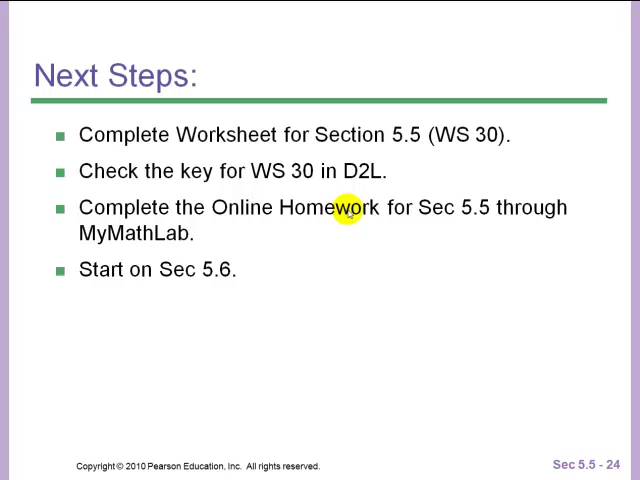 Next Steps:
Complete Worksheet for Section 5.5 (WS 30).
Check the key for WS 30 in D2L.
Complete the Online Homework for Sec 5.5 through
MyMathLab.
Start on Sec 5.6.
Copyright © 2010 Pearson Education, Inc. All rights reserved.
Sec 5.5 - 24